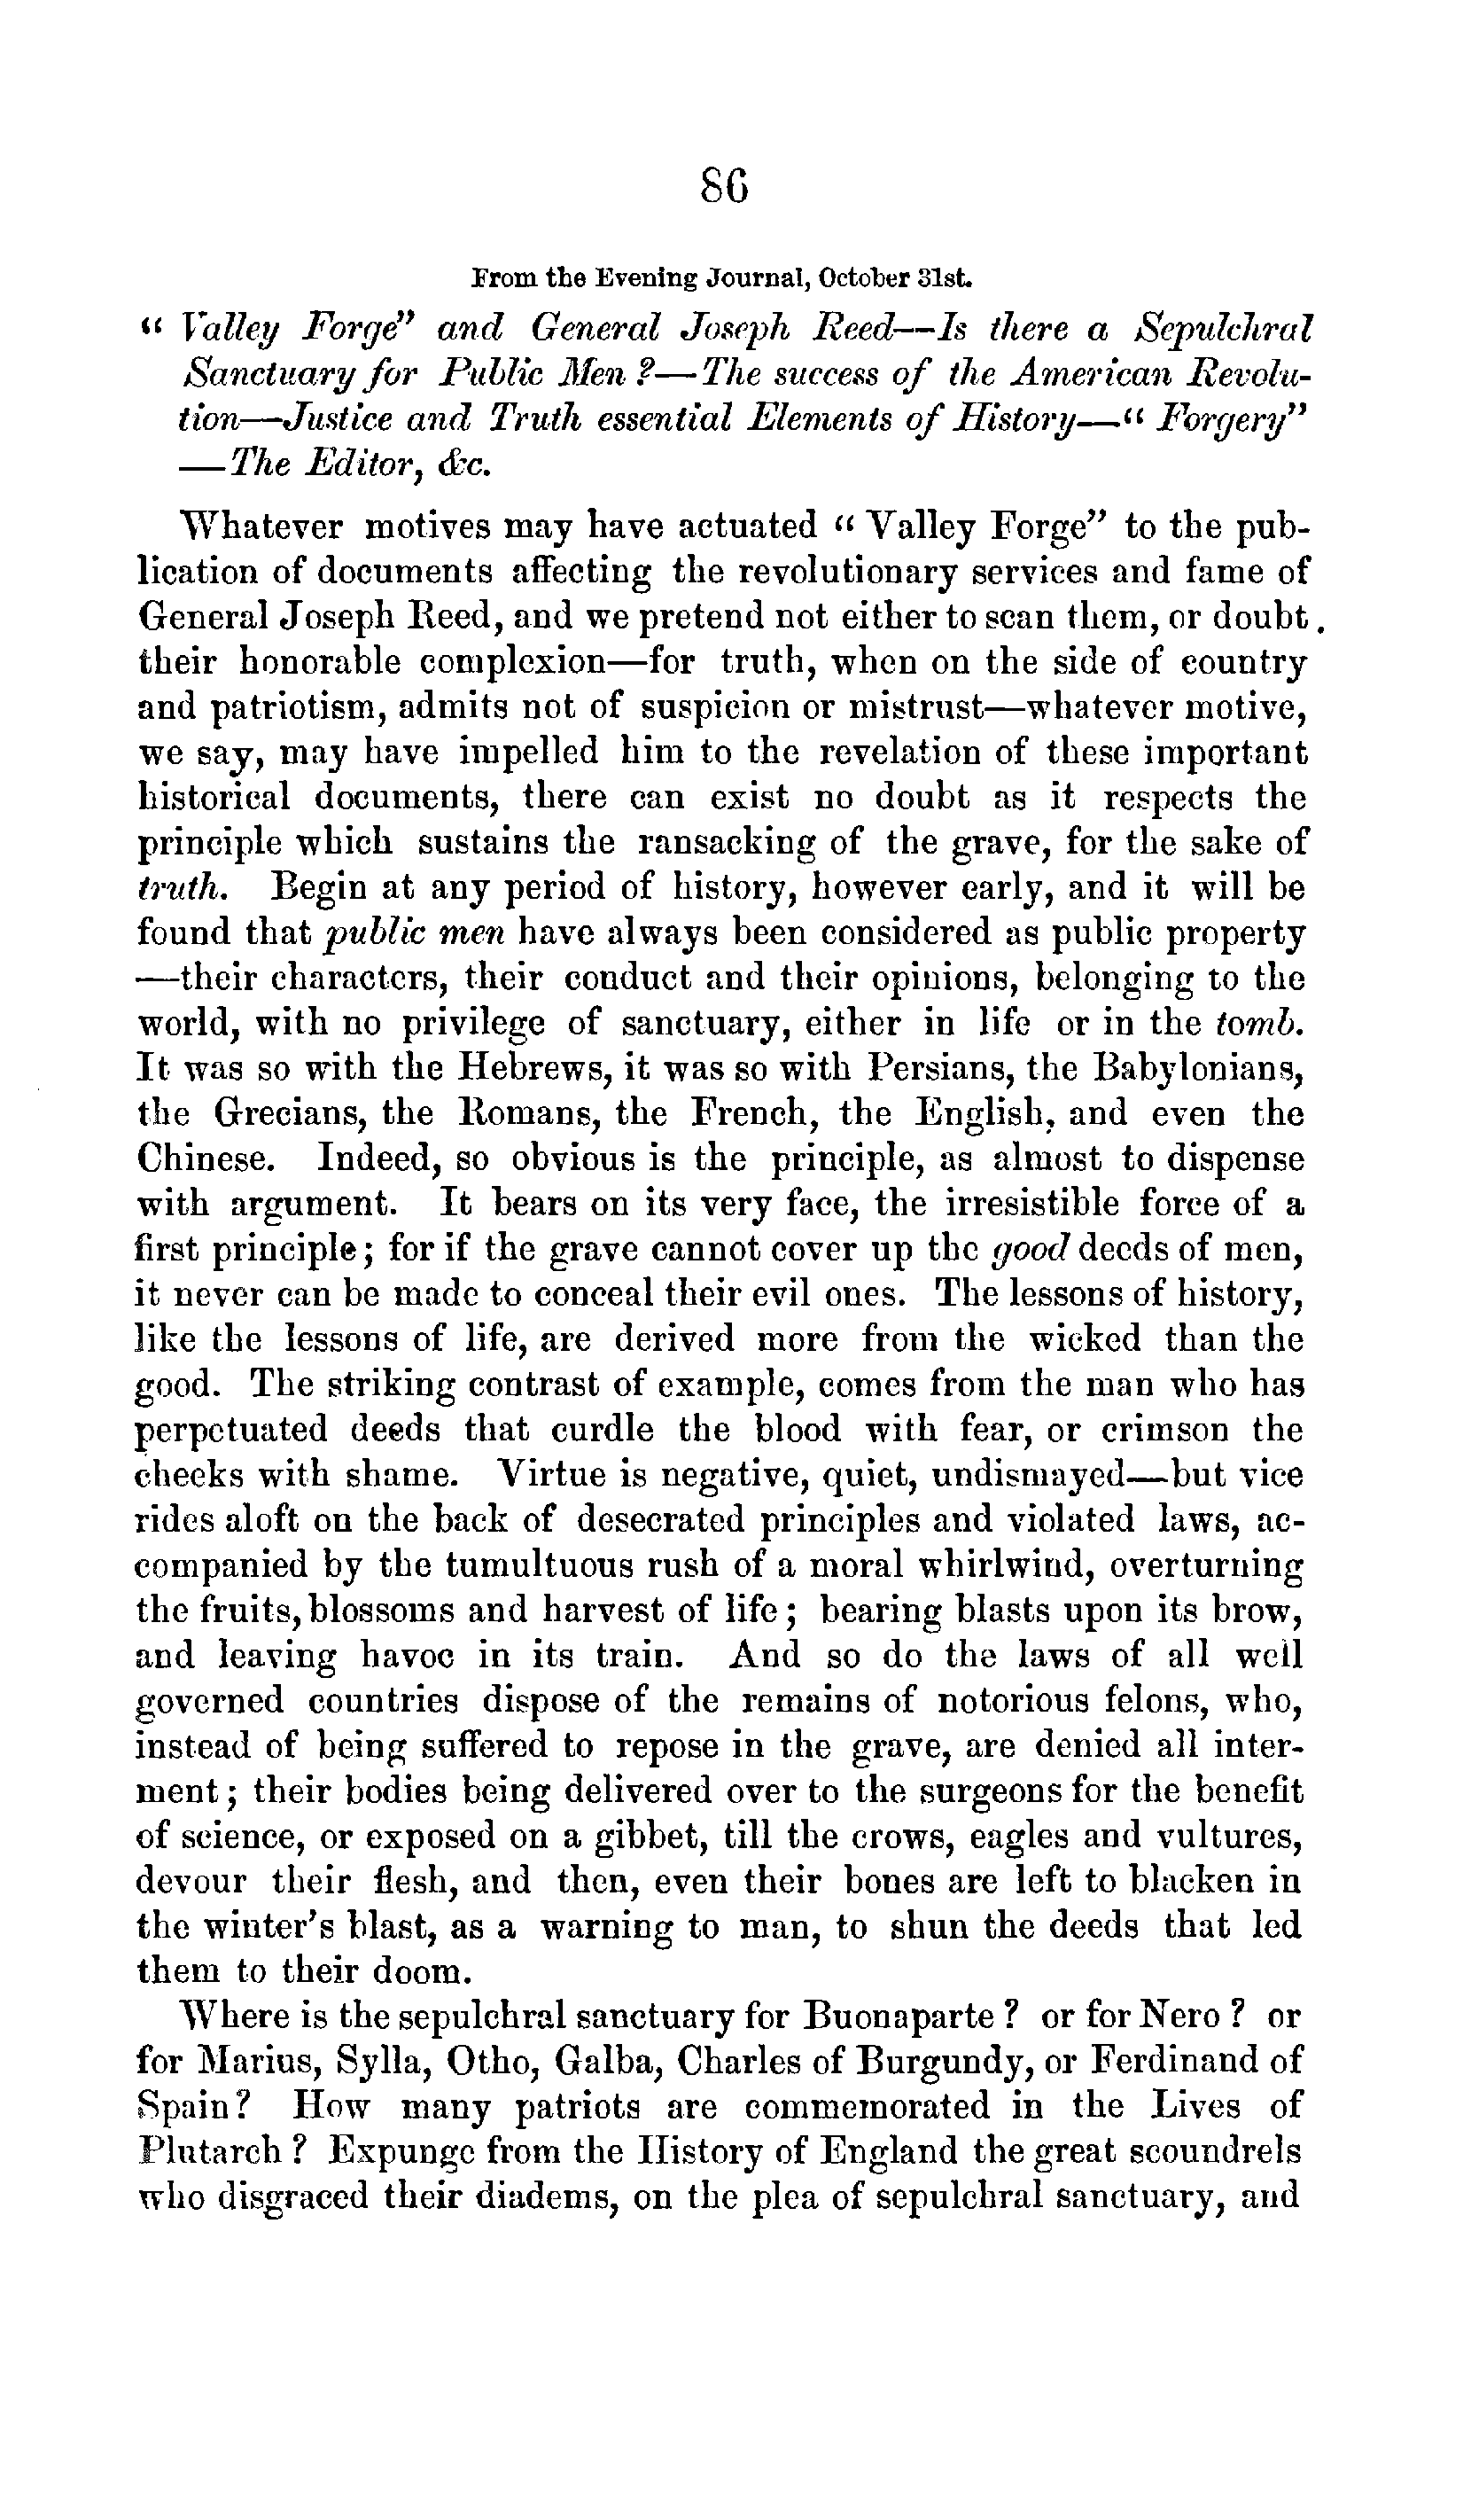 86
From the Evening Journal, October 31st.
" Valley Forge" and General Joseph Reed—Is there a Sepulchral
Sanctuary for Public Men ?—The success of the American Revolu-
tion—Justice and Truth essential Elements of History—" Forgery"
—The Editor, &c.
Whatever motives may have actuated " Valley Forge" to the pub-
lication of documents affecting the revolutionary services and fame of
General Joseph Reed, and we pretend not either to scan them, or doubt.
their honorable complexion—for truth, when on the side of country
and patriotism, admits not of suspicion or mistrust—whatever motive,
we say, may have impelled him to the revelation of these important
historical documents, there can exist no doubt as it respects the
principle which sustains the ransacking of the grave, for the sake of
truth. Begin at any period of history, however early, and it will be
found that public men have always been considered as public property
—their characters, their conduct and their opinions, belonging to the
world, with no privilege of sanctuary, either in life or in the tomb.
It was so with the Hebrews, it was so with Persians, the Babylonians,
the Grecians, the Romans, the French, the English, and even the
Chinese. Indeed, so obvious is the principle, as almost to dispense
with argument. It bears on its very face, the irresistible force of a
first principle; for if the grave cannot cover up the good deeds of men,
it never can be made to conceal their evil ones. The lessons of history,
like the lessons of life, are derived more from the wicked than the
good. The striking contrast of example, comes from the man who has
perpetuated deeds that curdle the blood with fear, or crimson the
cheeks with shame. Virtue is negative, quiet, undismayed—but vice
rides aloft on the back of desecrated principles and violated laws, ac-
companied by the tumultuous rush of a moral whirlwind, overturning
the fruits, blossoms and harvest of life; bearing blasts upon its brow,
and leaving havoc in its train. And so do the laws of all well
governed countries dispose of the remains of notorious felons, who,
instead of being suffered to repose in the grave, are denied all inter-
ment; their bodies being delivered over to the surgeons for the benefit
of science, or exposed on a gibbet, till the crows, eagles and vultures,
devour their flesh, and then, even their bones are left to blacken in
the winter's blast, as a warning to man, to shun the deeds that led
them to their doom.
Where is the sepulchral sanctuary for Buonaparte ? or for Nero ? or
for Marius, Sylla, Otho, Galba, Charles of Burgundy, or Ferdinand of
Spain? How many patriots are commemorated in the Lives of
Plutarch ? Expunge from the History of England the great scoundrels
who disgraced their diadems, on the plea of sepulchral sanctuary, and